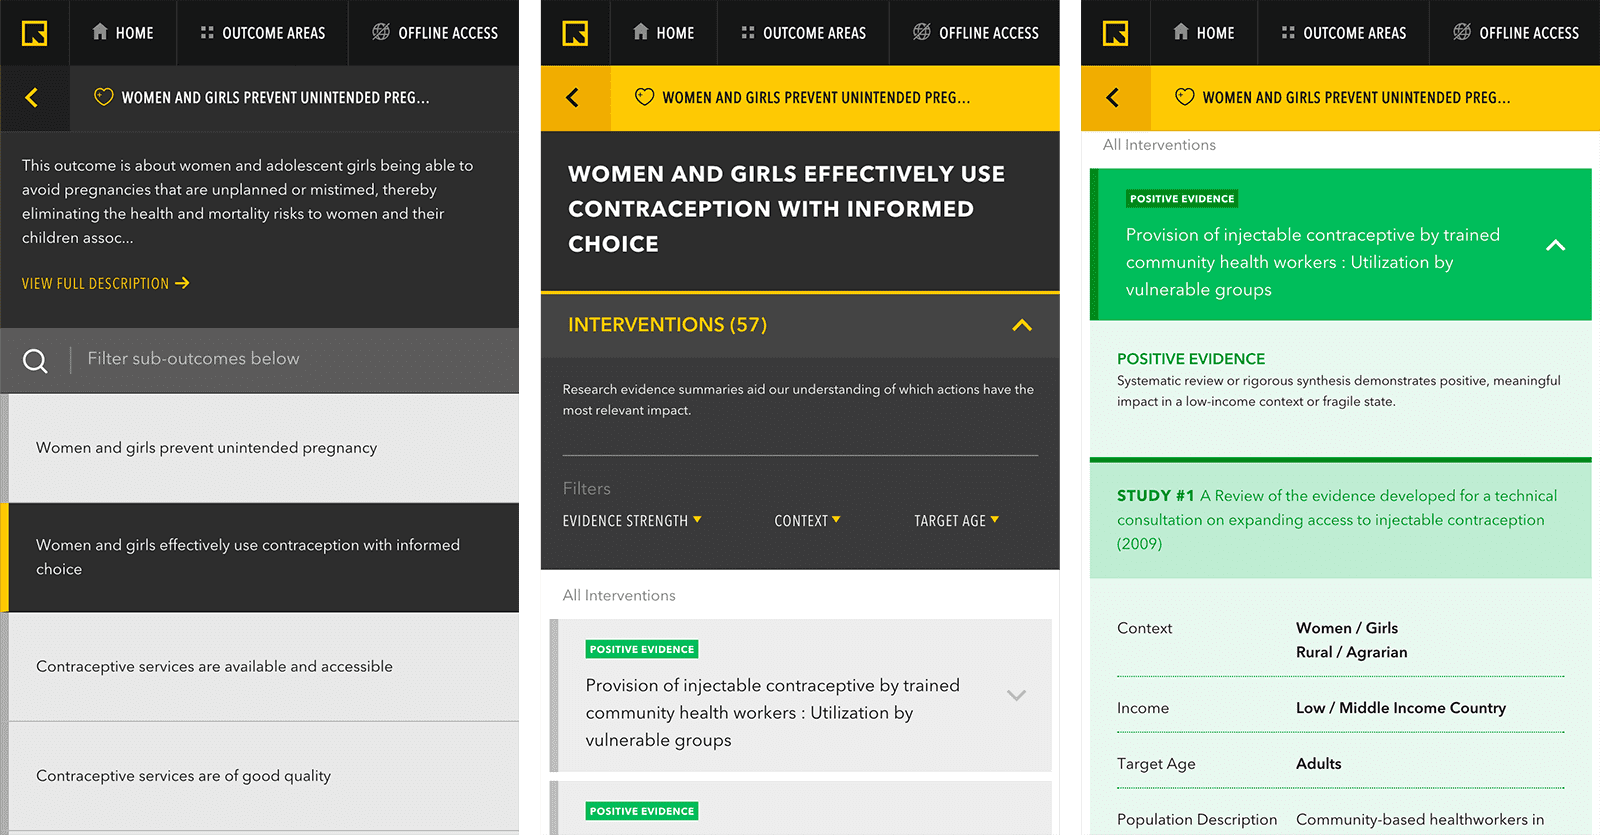 HOME
OUTCOME AREAS
OFFLINE ACCESS
WOMEN AND GIRLS PREVENT UNINTENDED PREG...
This outcome is about women and adolescent girls being able to
avoid pregnancies that are unplanned or mistimed, thereby
eliminating the health and mortality risks to women and their
children assoc...
VIEW FULL DESCRIPTION
Filter sub-outcomes below
Women and girls prevent unintended pregnancy
Women and girls effectively use contraception with informed
choice
Contraceptive services are available and accessible
Contraceptive services are of good quality
HOME
OUTCOME AREAS
OFFLINE ACCESS
WOMEN AND GIRLS PREVENT UNINTENDED PREG...
WOMEN AND GIRLS EFFECTIVELY USE
CONTRACEPTION WITH INFORMED
CHOICE
INTERVENTIONS (57)
Research evidence summaries aid our understanding of which actions have the
most relevant impact.
Filters
EVIDENCE STRENGTH
CONTEXT
TARGET AGE
All Interventions
POSITIVE EVIDENCE
Provision of injectable contraceptive by trained
community health workers : Utilization by
vulnerable groups
POSITIVE EVIDENCE
HOME
OUTCOME AREAS
OFFLINE ACCESS
WOMEN AND GIRLS PREVENT UNINTENDED PREG...
All Interventions
POSITIVE EVIDENCE
Provision of injectable contraceptive by trained
community health workers : Utilization by
vulnerable groups
POSITIVE EVIDENCE
Systematic review or rigorous synthesis demonstrates positive, meaningful
impact in a low-income context or fragile state.
STUDY #1 A Review of the evidence developed for a technical
consultation on expanding access to injectable contraception
(2009)
Context Women / Girls
Rural / Agrarian
Income Low / Middle Income Country
Target Age Adults
Population Description Community-based healthworkers in